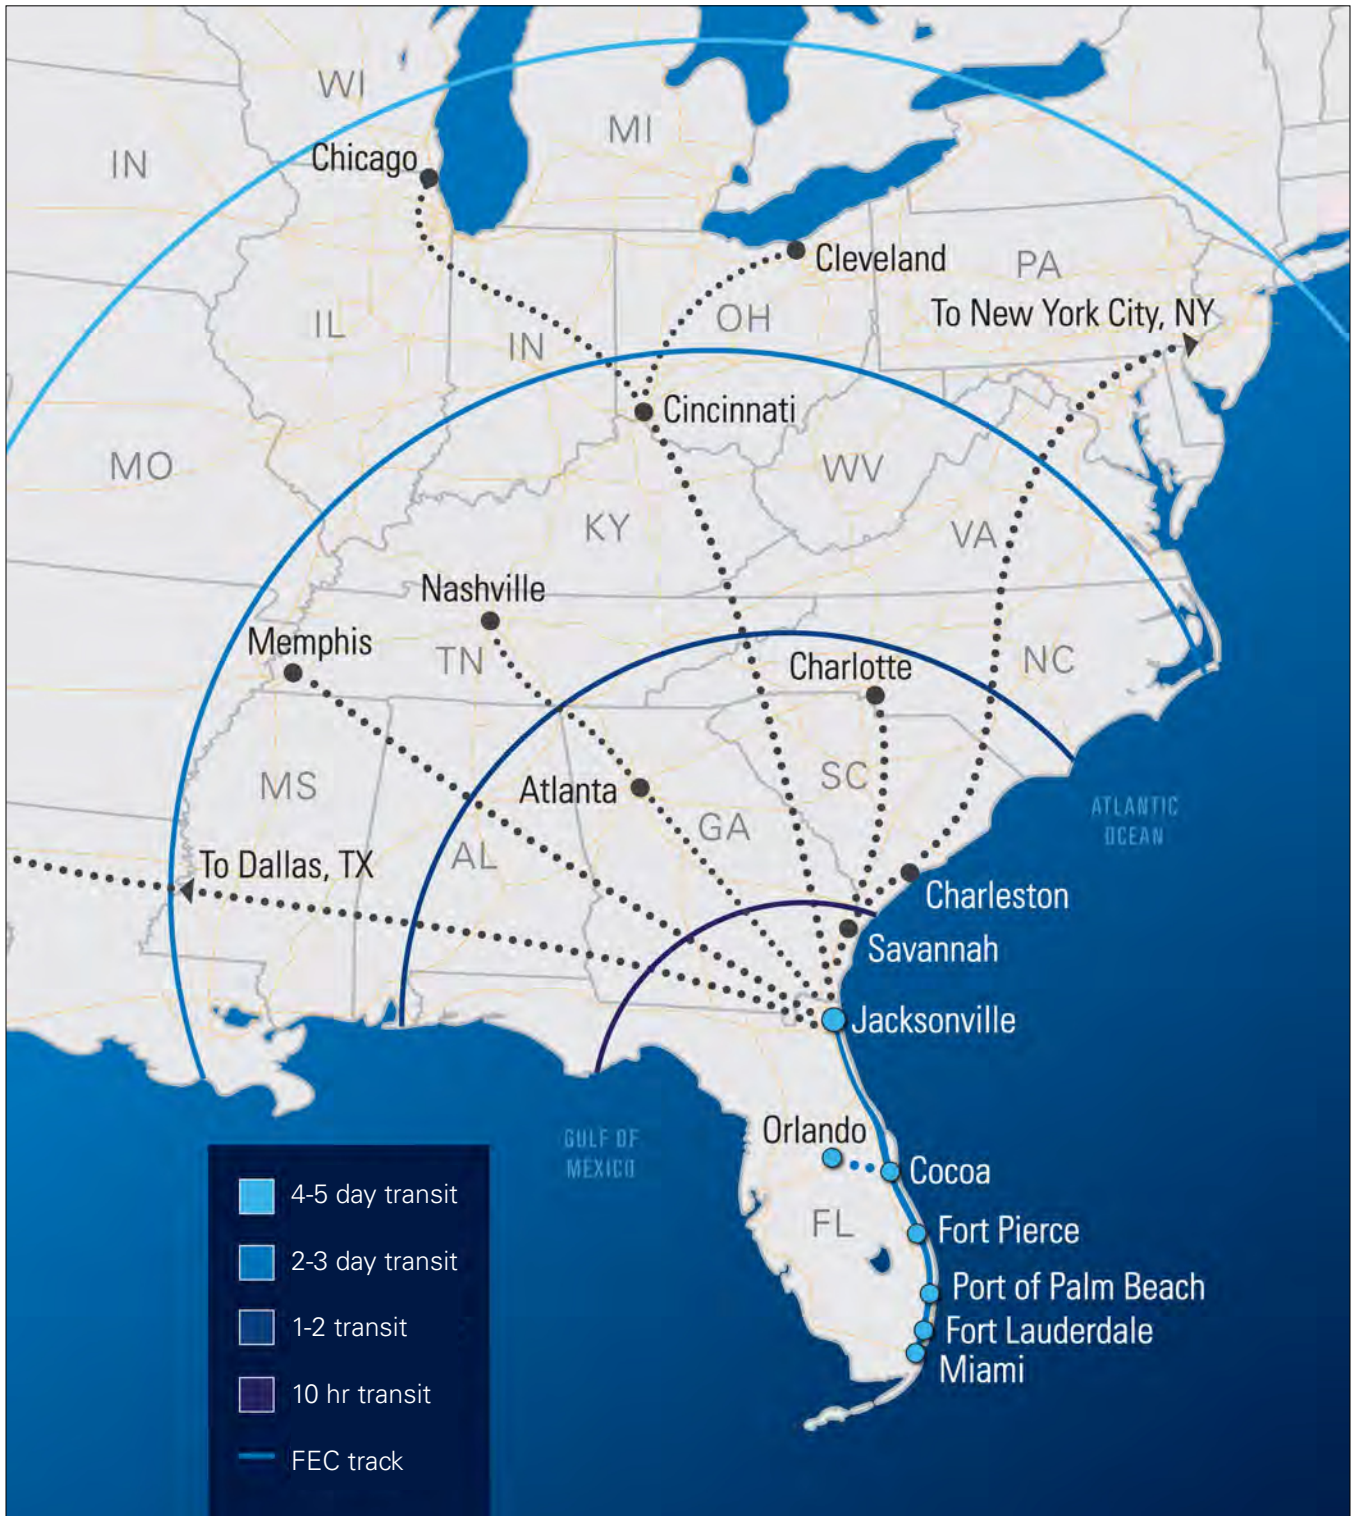 WI
MI
Chicago
IN
Cleveland
PA
To New York City, NY
IL
OH
IN
Cincinnati
MO
WV
KY
VA
Nashville
Memphis
TN
Charlotte
NC
MS
SC
Atlanta
GA
ATLANTIC
OCEAN
AL
To Dallas, TX
Charleston
Savannah
Jacksonville
Orlando
GULF OF
MEXICO
Cocoa
FL
Fort Pierce
Port of Palm Beach
Fort Lauderdale
Miami
4-5 day transit
2-3 day transit
1-2 transit
10 hr transit
FEC track